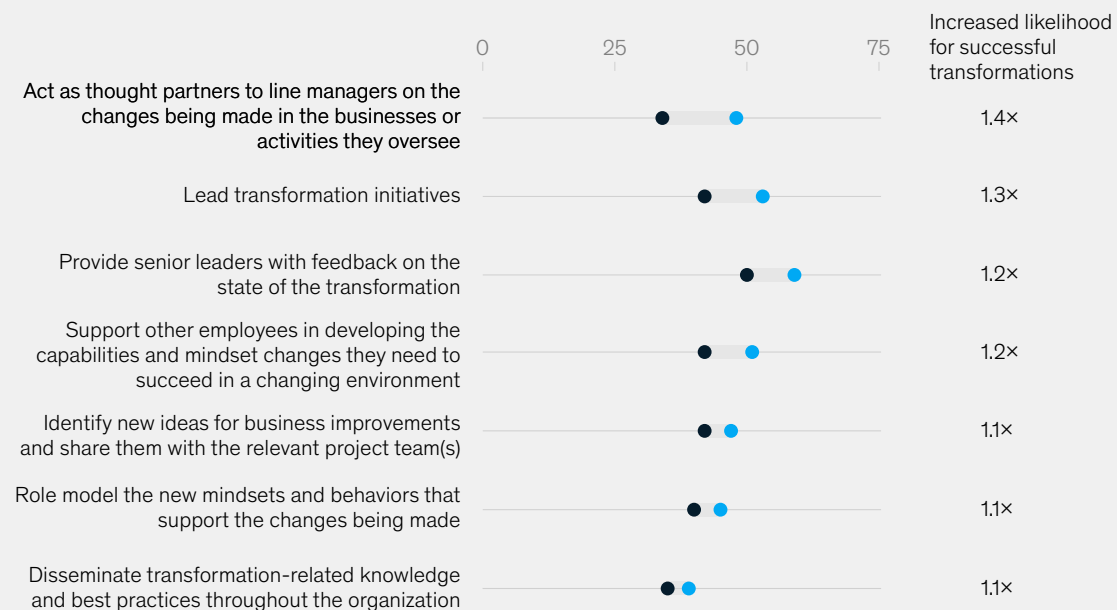 Increased likelihood
for successful
transformations
0 25 50 75
Act as thought partners to line managers on the
changes being made in the businesses or
activities they oversee
1.4×
Lead transformation initiatives
1.3×
Provide senior leaders with feedback on the
state of the transformation
1.2×
Support other employees in developing the
capabilities and mindset changes they need to
succeed in a changing environment
1.2×
Identify new ideas for business improvements
and share them with the relevant project team(s)
1.1×
Role model the new mindsets and behaviors that
support the changes being made
1.1×
Disseminate transformation-related knowledge
and best practices throughout the organization
1.1×